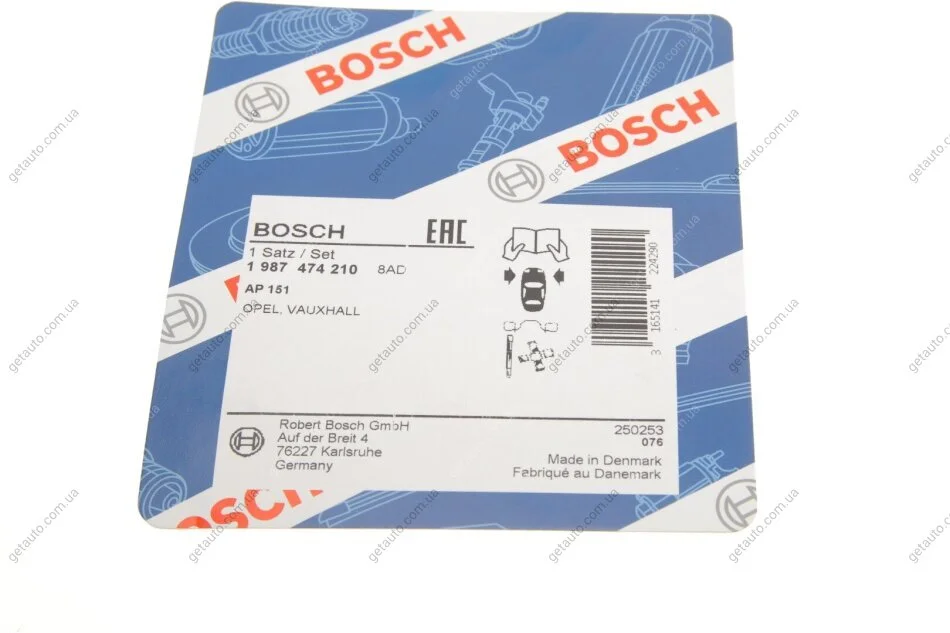 BOSCH
BOSCH
BOSCH
EAC
1 Satz / Set
1 987 474 210 8AD
AP 151
OPEL, VAUXHALL
3 165141 224290
Robert Bosch GmbH
Auf der Breit 4
76227 Karlsruhe
Germany
250253
076
Made in Denmark
Fabriqué au Danemark
OSCH
getauto.com.ua